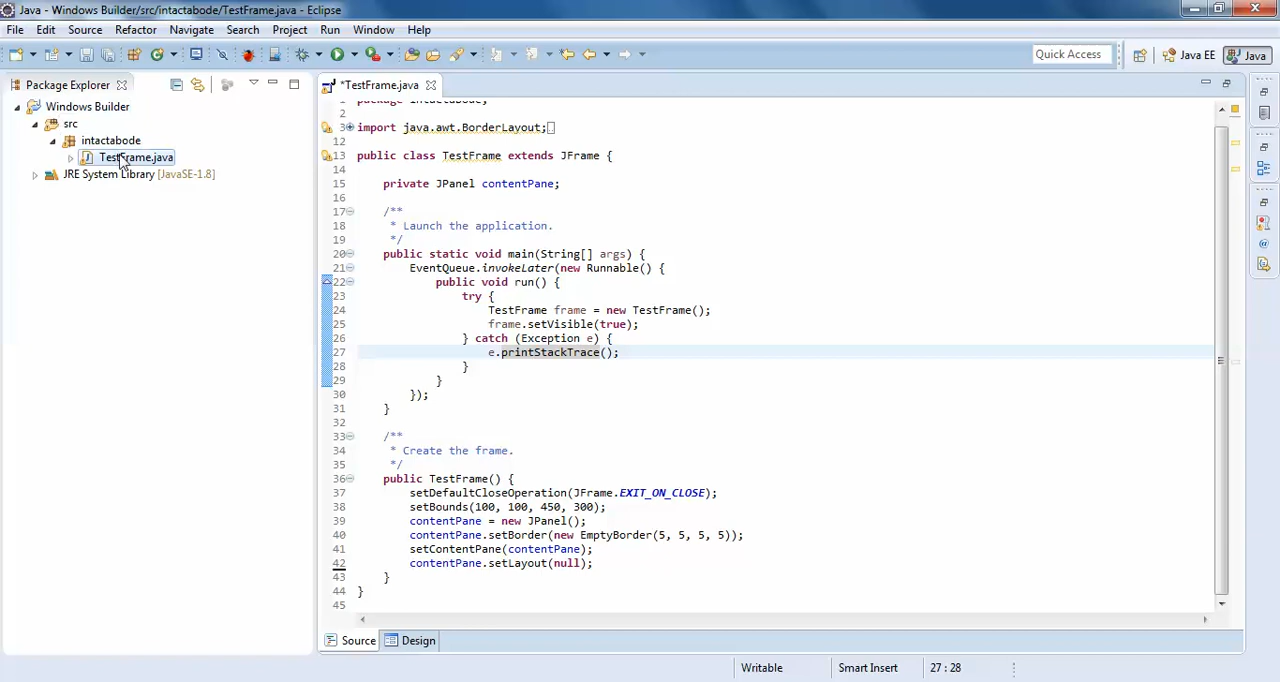 Java - Windows Builder/src/intactabode/TestFrame.java - Eclipse
File Edit Source Refactor Navigate Search Project Run Window Help
Quick Access Java EE Java
Package Explorer
Windows Builder
src
intactabode
TestFrame.java
JRE System Library [JavaSE-1.8]
*TestFrame.java
1 package intactabode;
2
3 import java.awt.BorderLayout;
12
13 public class TestFrame extends JFrame {
14
15 private JPanel contentPane;
16
17 /**
18 * Launch the application.
19 */
20 public static void main(String[] args) {
21 EventQueue.invokeLater(new Runnable() {
22 public void run() {
23 try {
24 TestFrame frame = new TestFrame();
25 frame.setVisible(true);
26 } catch (Exception e) {
27 e.printStackTrace();
28 }
29 }
30 });
31 }
32
33 /**
34 * Create the frame.
35 */
36 public TestFrame() {
37 setDefaultCloseOperation(JFrame.EXIT_ON_CLOSE);
38 setBounds(100, 100, 450, 300);
39 contentPane = new JPanel();
40 contentPane.setBorder(new EmptyBorder(5, 5, 5, 5));
41 setContentPane(contentPane);
42 contentPane.setLayout(null);
43 }
44 }
45
Source Design
Writable Smart Insert 27 : 28